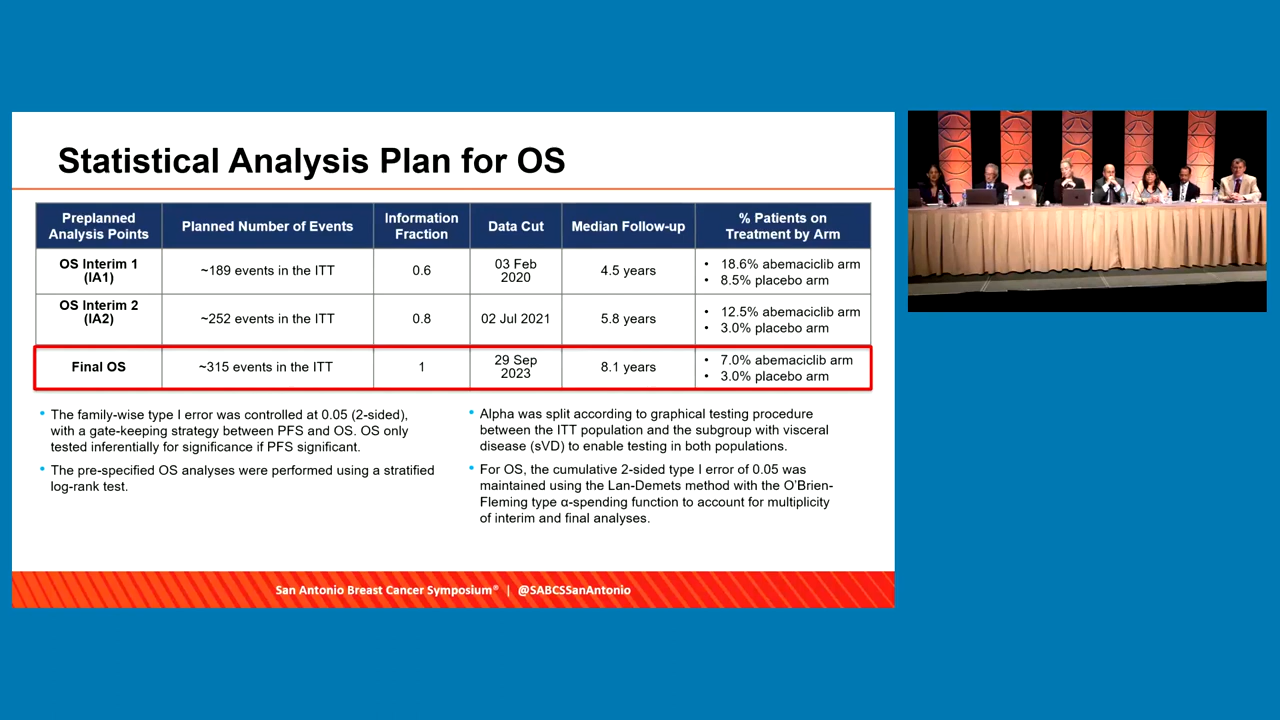 Statistical Analysis Plan for OS
Preplanned
Analysis Points
Planned Number of Events
Information
Fraction
Data Cut
Median Follow-up
% Patients on
Treatment by Arm
OS Interim 1
(IA1)
~189 events in the ITT
0.6
03 Feb
2020
4.5 years
• 18.6% abemaciclib arm
• 8.5% placebo arm
OS Interim 2
(IA2)
~252 events in the ITT
0.8
02 Jul 2021
5.8 years
• 12.5% abemaciclib arm
• 3.0% placebo arm
Final OS
~315 events in the ITT
1
29 Sep
2023
8.1 years
• 7.0% abemaciclib arm
• 3.0% placebo arm
• The family-wise type I error was controlled at 0.05 (2-sided),
with a gate-keeping strategy between PFS and OS. OS only
tested inferentially for significance if PFS significant.
• The pre-specified OS analyses were performed using a stratified
log-rank test.
• Alpha was split according to graphical testing procedure
between the ITT population and the subgroup with visceral
disease (sVD) to enable testing in both populations.
• For OS, the cumulative 2-sided type I error of 0.05 was
maintained using the Lan-Demets method with the O'Brien-
Fleming type α-spending function to account for multiplicity
of interim and final analyses.
San Antonio Breast Cancer Symposium® | @SABCSSanAntonio